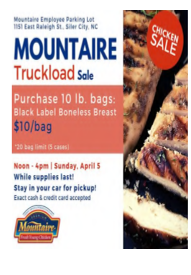 Mountaire Employee Parking Lot
1151 East Raleigh St.. Siler City, NC
CHICKEN
SALE
MOUNTAIRE
Truckload Sale
Purchase 10 lb. bags:
Black Label Boneless Breast
$10/bag
*20 bag limit (5 cases)
Noon - 4pm | Sunday, April 5
While supplies last!
Stay in your car for pickup!
Exact cash & credit card accepted
Mountaire